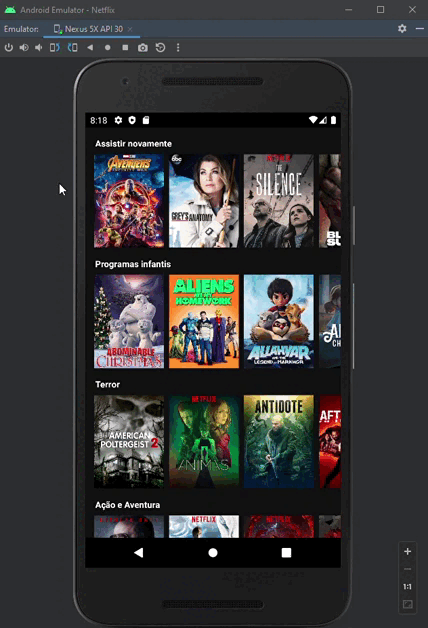 Android Emulator - Netflix
Emulator: Nexus 5X API 30
8:18
Assistir novamente
AVENGERS
abc
GREY'S ANATOMY
NETFLIX
THE
SILENCE
Programas infantis
ABOMINABLE
CHRISTMAS
ALIENS
ATE MY
HOMEWORK
ALLAHYAR
AND THE
LEGEND OF MARKHOR
Terror
AMERICAN
POLTERGEIST 2
NETFLIX
ANIMAS
ANTIDOTE
AFT
Ação e Aventura
NETFLIX
NETFLIX
1:1